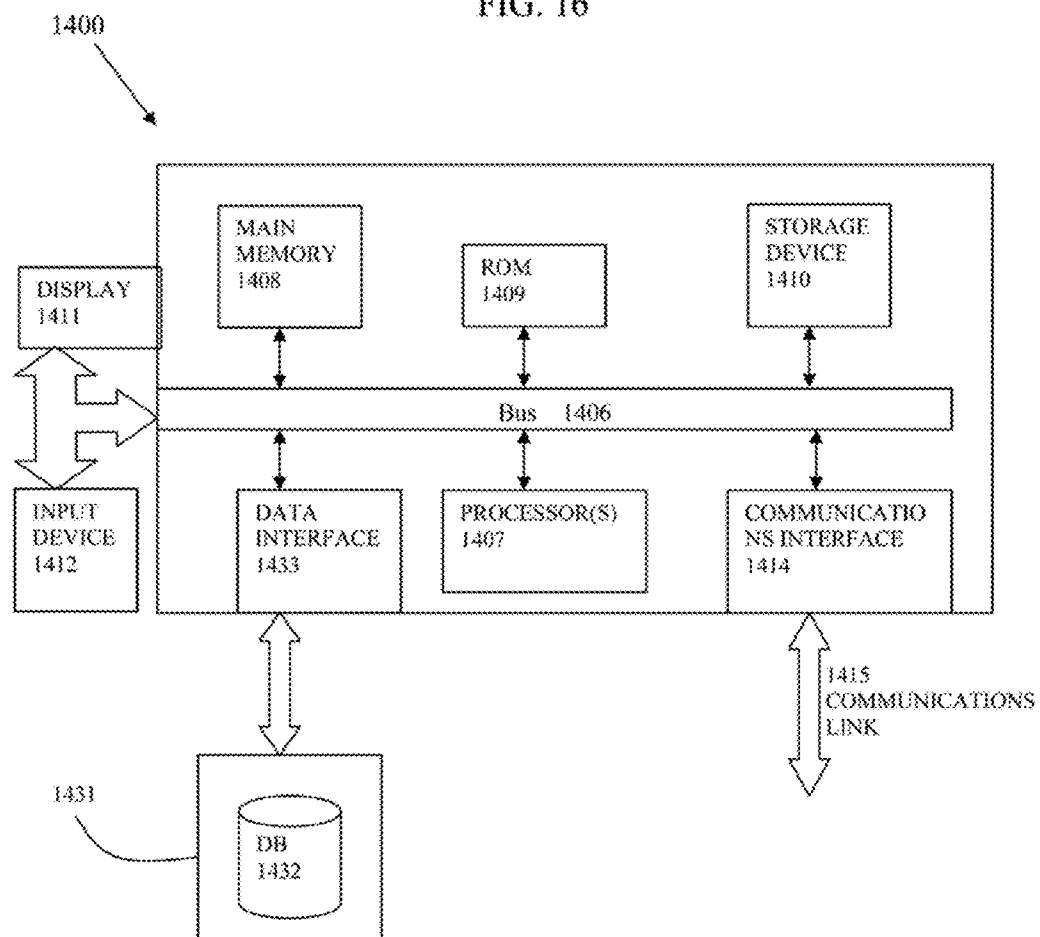 FIG. 16
1400
MAIN
MEMORY
1408
ROM
1409
STORAGE
DEVICE
1410
DISPLAY
1411
Bus 1406
INPUT
DEVICE
1412
DATA
INTERFACE
1433
PROCESSOR(S)
1407
COMMUNICATIO
NS INTERFACE
1414
1415
COMMUNICATIONS
LINK
1431
DB
1432